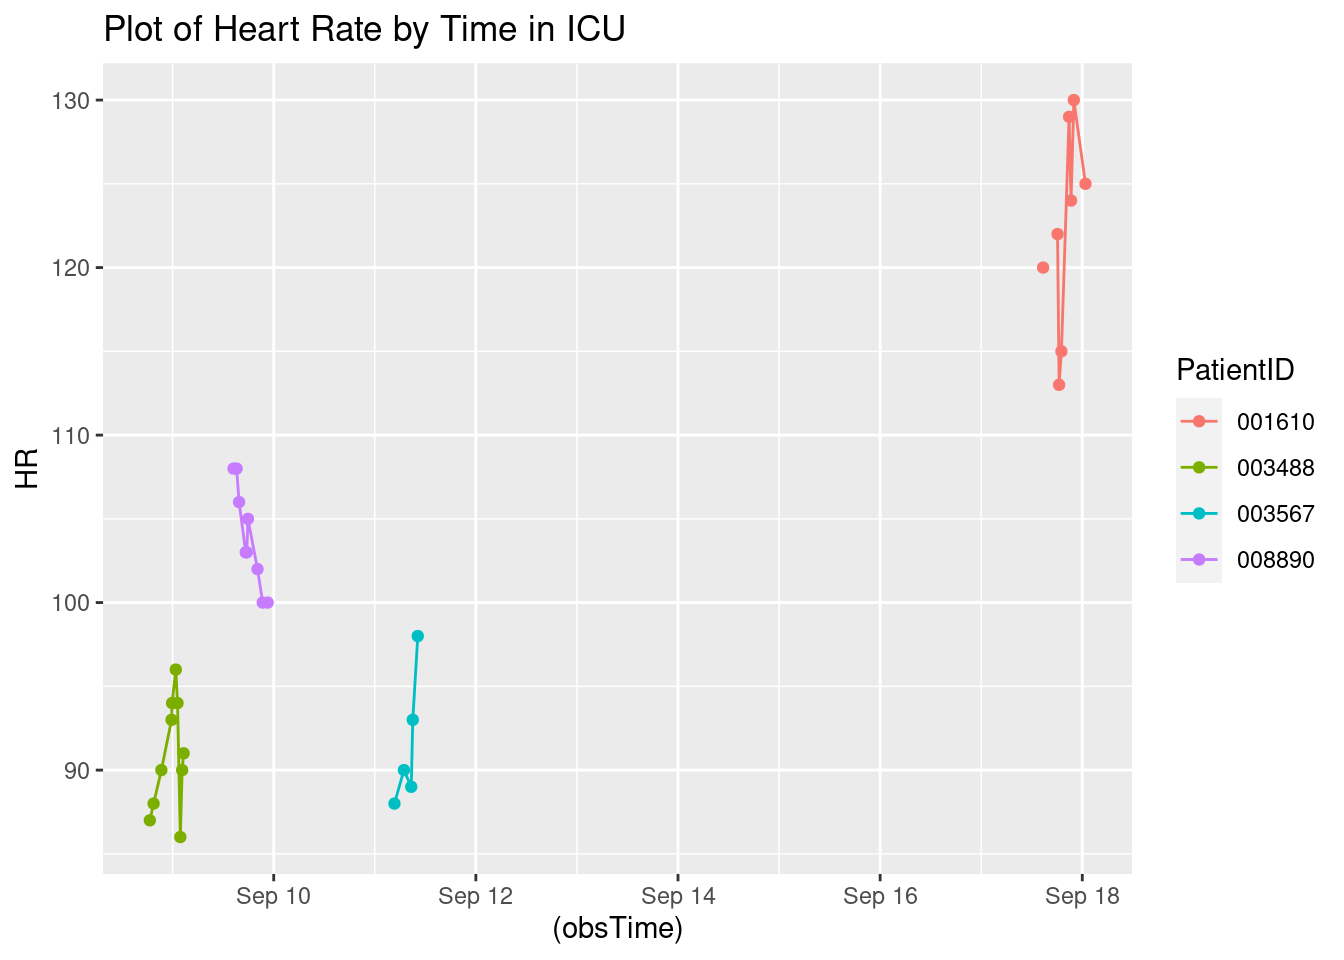 Plot of Heart Rate by Time in ICU
130
120
110
100
90
HR
Sep 10
Sep 12
Sep 14
Sep 16
Sep 18
(obsTime)
PatientID
001610
003488
003567
008890